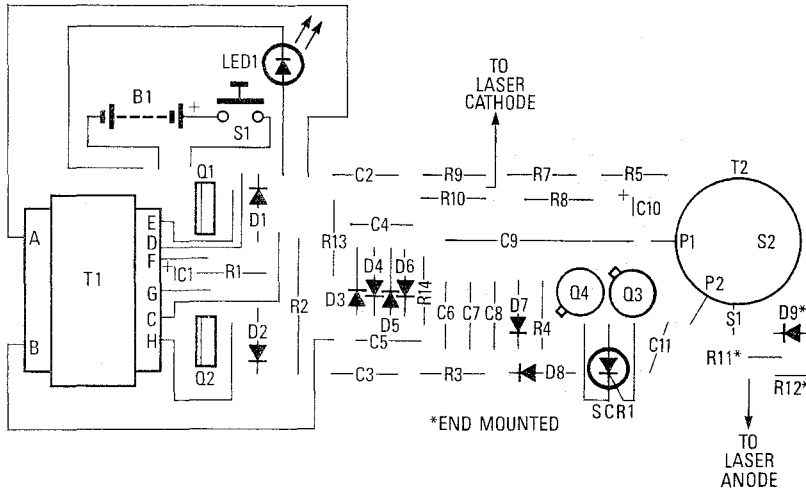 LED1
TO
LASER
CATHODE
B1
+
S1
Q1
C2
R9
R7
R5
T2
D1
R10
R8
+
C10
E
D
F
A
T1
+
C1
R1
R13
C4
C9
P1
S2
D4
D6
G
R2
D3
D5
R14
C6
C7
C8
D7
R4
Q4
Q3
P2
C
H
B
Q2
D2
C5
C11
S1
D9*
R11*
C3
R3
D8
SCR1
R12*
*END MOUNTED
TO
LASER
ANODE